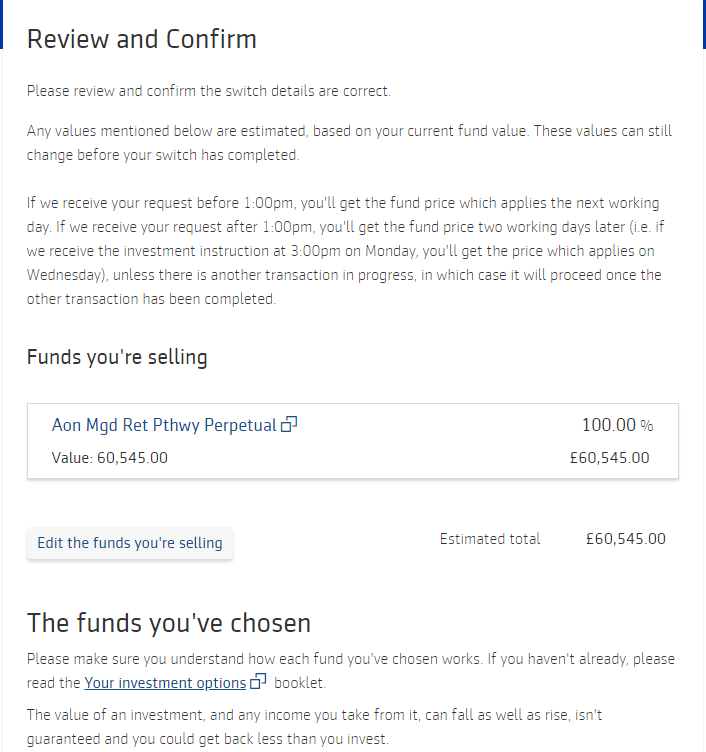 Review and Confirm
Please review and confirm the switch details are correct.
Any values mentioned below are estimated, based on your current fund value. These values can still
change before your switch has completed.
If we receive your request before 1:00pm, you'll get the fund price which applies the next working
day. If we receive your request after 1:00pm, you'll get the fund price two working days later (i.e. if
we receive the investment instruction at 3:00pm on Monday, you'll get the price which applies on
Wednesday), unless there is another transaction in progress, in which case it will proceed once the
other transaction has been completed.
Funds you're selling
Aon Mgd Ret Pthwy Perpetual 100.00 %
Value: 60,545.00 £60,545.00
Edit the funds you're selling Estimated total £60,545.00
The funds you've chosen
Please make sure you understand how each fund you've chosen works. If you haven't already, please
read the Your investment options booklet.
The value of an investment, and any income you take from it, can fall as well as rise, isn't
guaranteed and you could get back less than you invest.